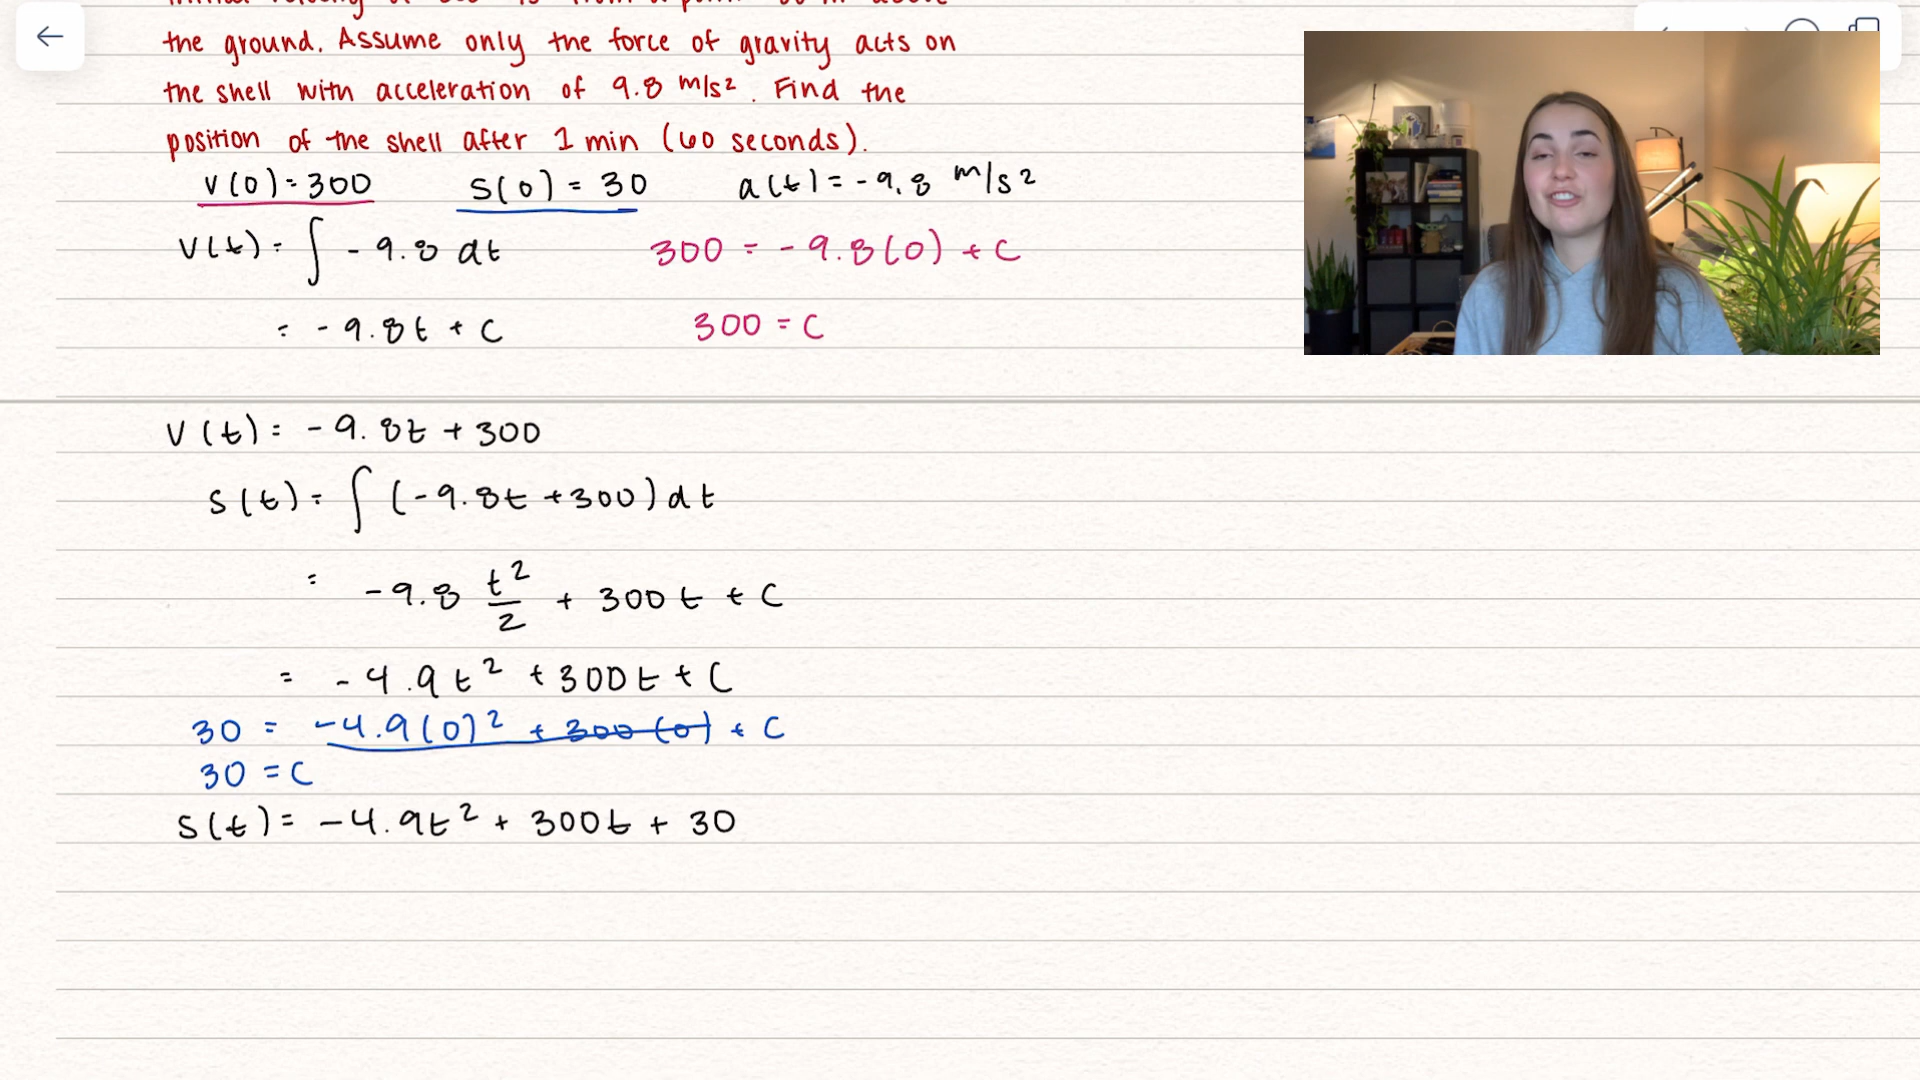 the ground. Assume only the force of gravity acts on
the shell with acceleration of 9.8 m/s². Find the
position of the shell after 1 min (60 seconds).
v(0) = 300 s(0) = 30 a(t) = -9.8 m/s²
v(t) = ∫ -9.8 dt 300 = -9.8(0) + C
= -9.8t + C 300 = C
v(t) = -9.8t + 300
s(t) = ∫ (-9.8t + 300) dt
= -9.8 t²/2 + 300t + C
= -4.9t² + 300t + C
30 = -4.9(0)² + 300(0) + C
30 = C
s(t) = -4.9t² + 300t + 30